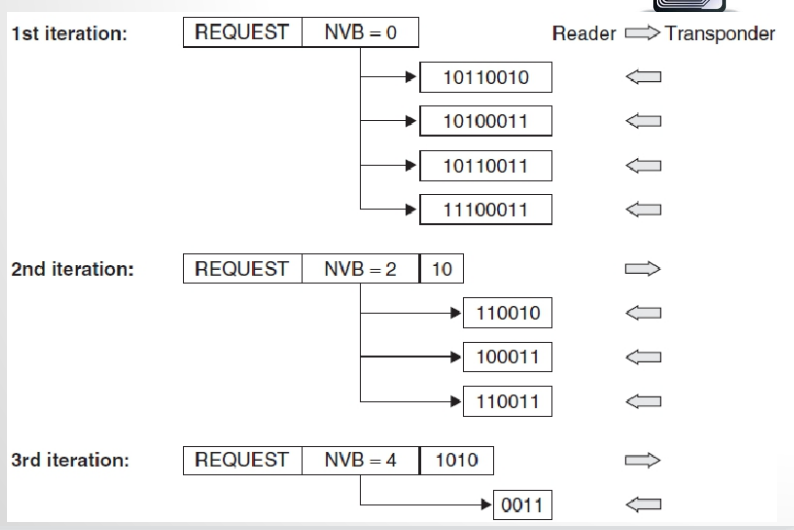 1st iteration: REQUEST NVB = 0 Reader Transponder
10110010
10100011
10110011
11100011
2nd iteration: REQUEST NVB = 2 10
110010
100011
110011
3rd iteration: REQUEST NVB = 4 1010
0011